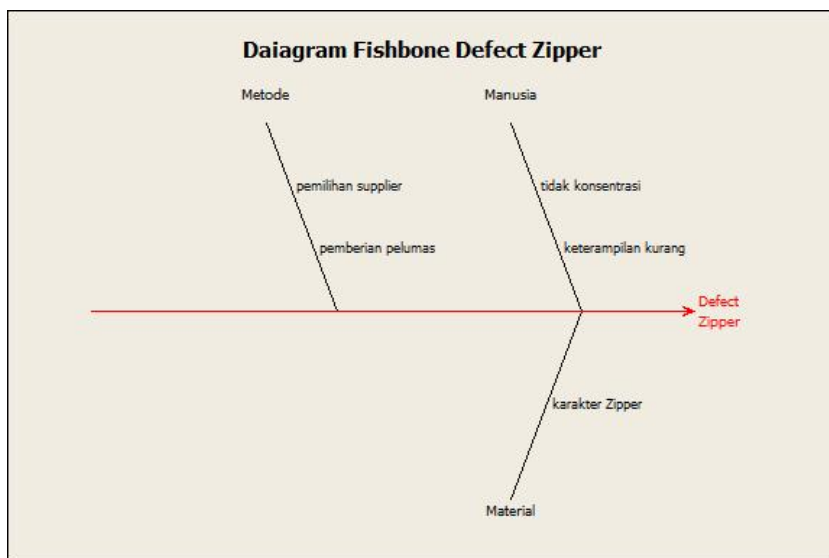 Daiagram Fishbone Defect Zipper
Metode
Manusia
pemilihan supplier
tidak konsentrasi
pemberian pelumas
keterampilan kurang
Defect
Zipper
karakter Zipper
Material